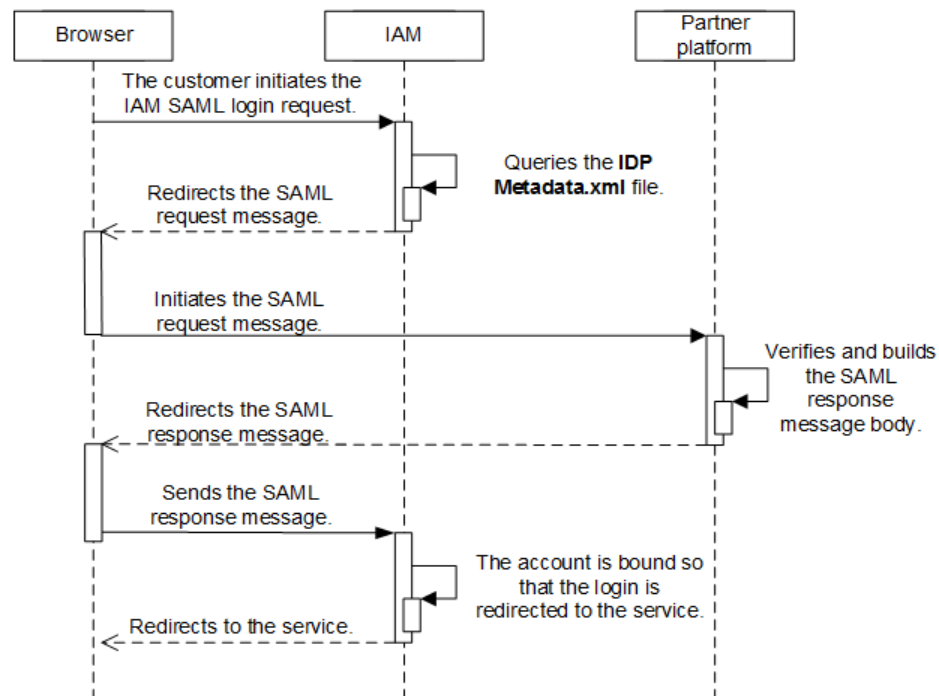 Browser
IAM
Partner
platform
The customer initiates the
IAM SAML login request.
Queries the IDP
Metadata.xml file.
Redirects the SAML
request message.
Initiates the SAML
request message.
Verifies and builds
the SAML
response
message body.
Redirects the SAML
response message.
Sends the SAML
response message.
The account is bound so
that the login is
redirected to the service.
Redirects to the service.